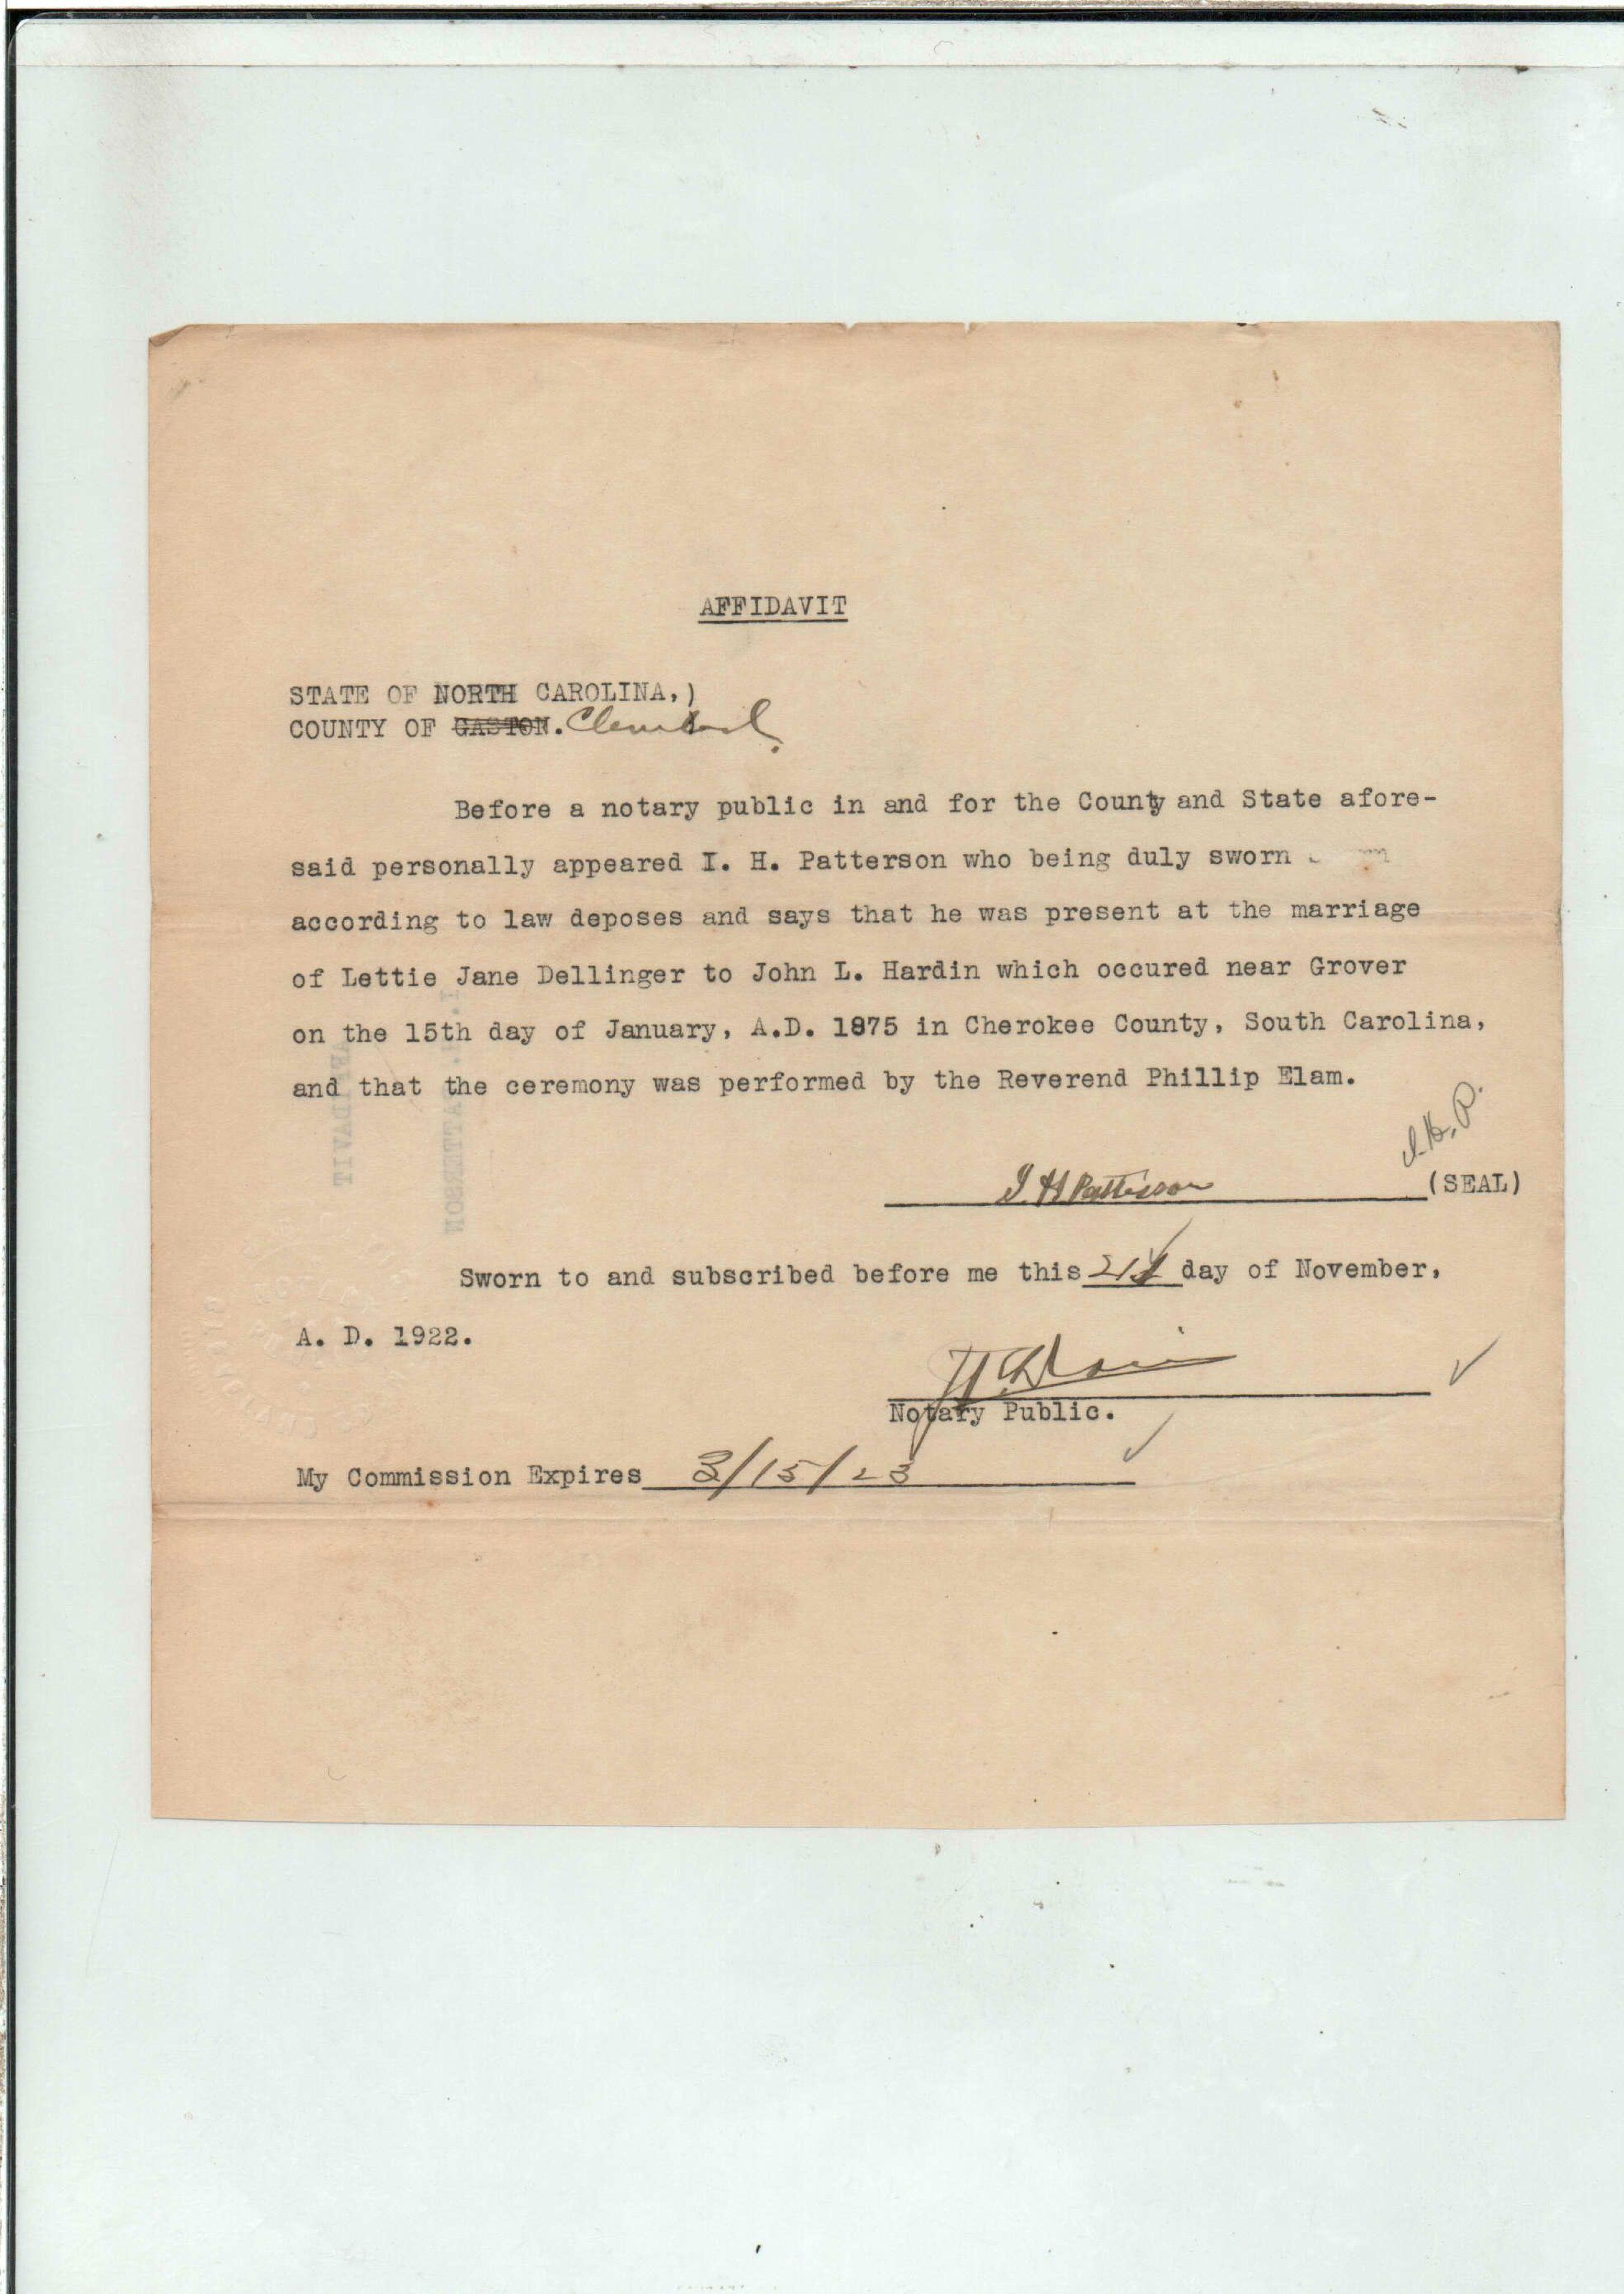 AFFIDAVIT
STATE OF NORTH CAROLINA,)
COUNTY OF GASTON. Cleveland.
Before a notary public in and for the County and State afore-
said personally appeared I. H. Patterson who being duly sworn
according to law deposes and says that he was present at the marriage
of Lettie Jane Dellinger to John L. Hardin which occured near Grover
on the 15th day of January, A.D. 1875 in Cherokee County, South Carolina,
and that the ceremony was performed by the Reverend Phillip Elam.
I.H.P.
I H Patterson (SEAL)
Sworn to and subscribed before me this 21st day of November,
A. D. 1922.
Notary Public.
My Commission Expires 3/15/23